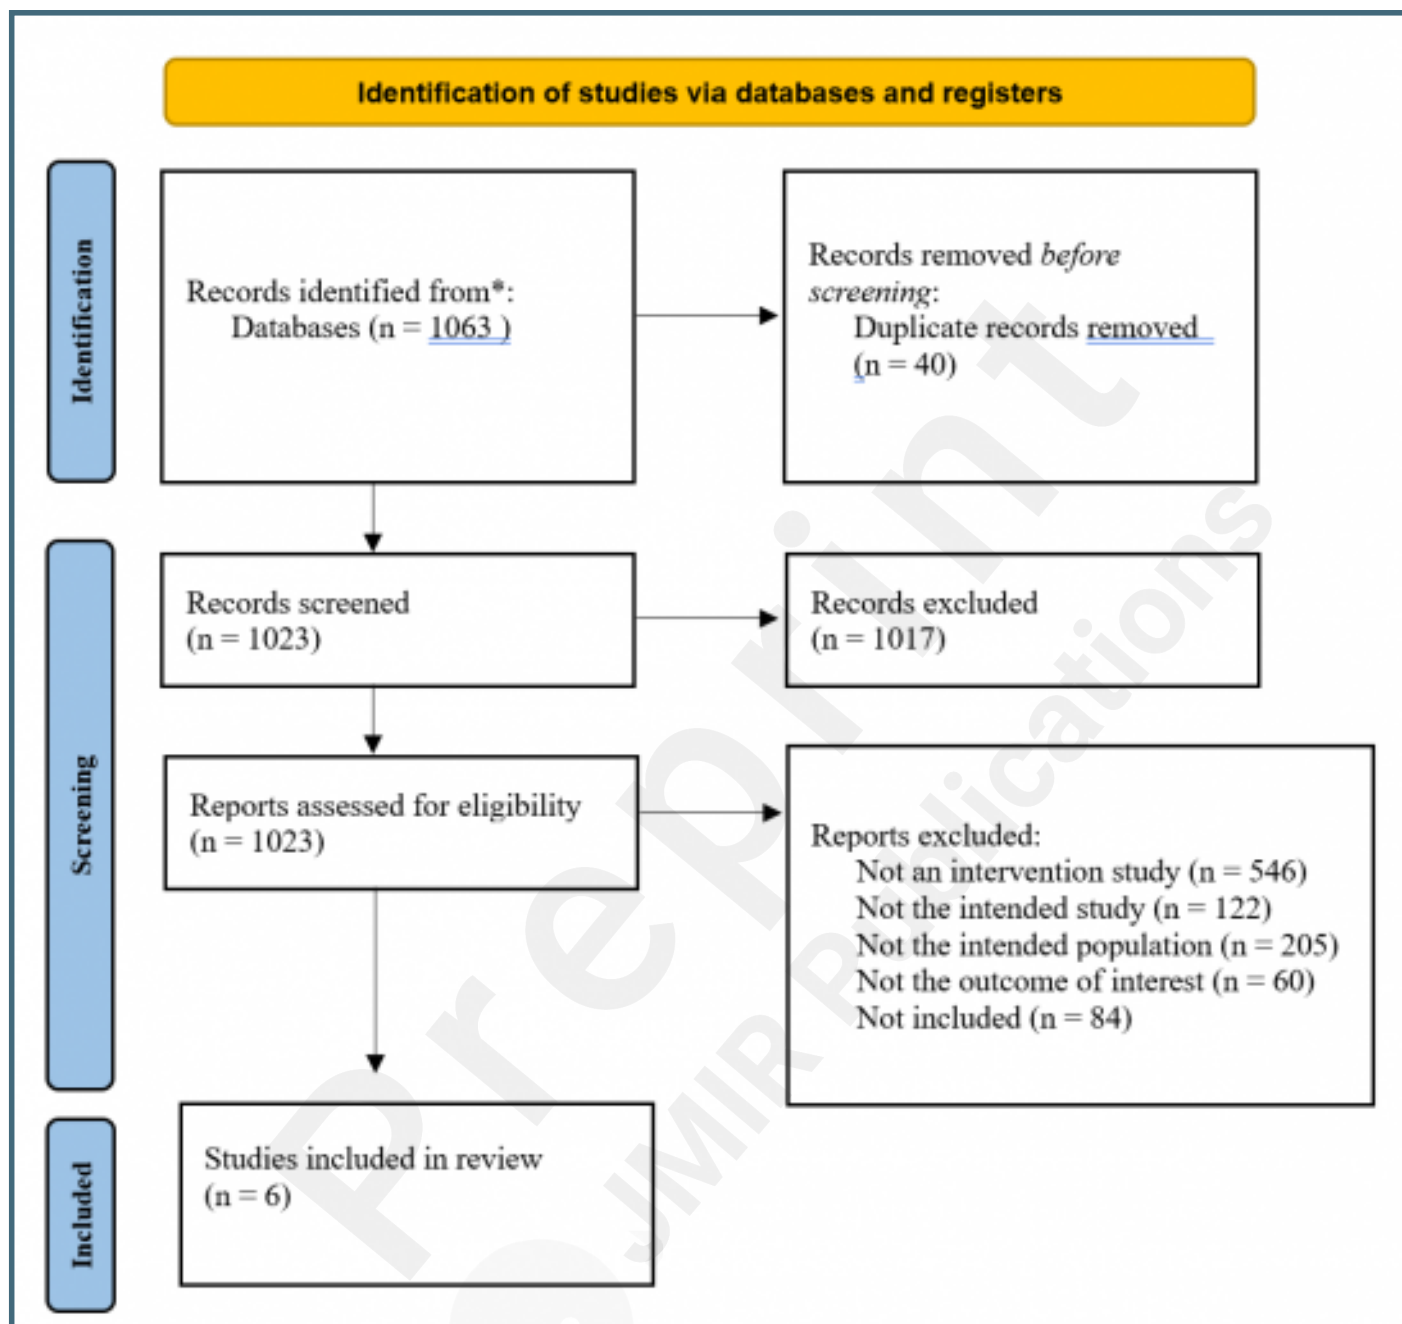 Identification of studies via databases and registers
Identification
Records identified from*:
Databases (n = 1063 )
Records removed before
screening:
Duplicate records removed
(n = 40)
Screening
Records screened
(n = 1023)
Records excluded
(n = 1017)
Reports assessed for eligibility
(n = 1023)
Reports excluded:
Not an intervention study (n = 546)
Not the intended study (n = 122)
Not the intended population (n = 205)
Not the outcome of interest (n = 60)
Not included (n = 84)
Included
Studies included in review
(n = 6)
Preprint
JMIR Publications